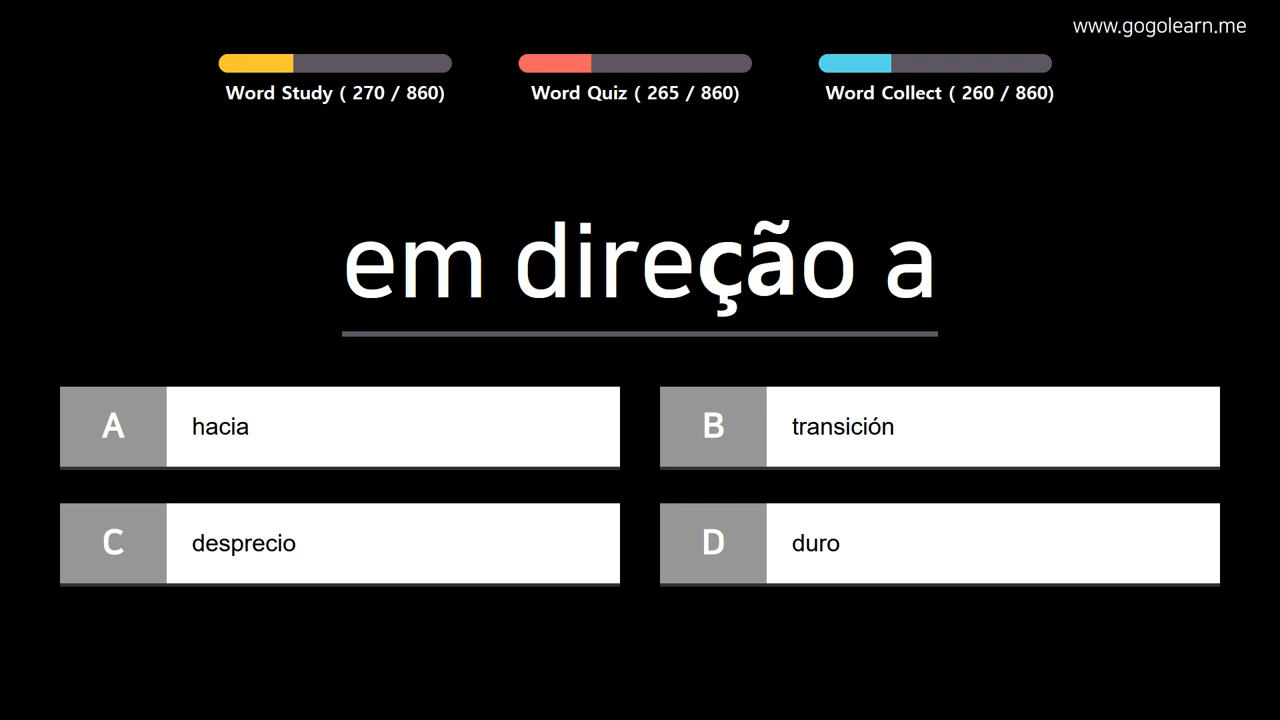 www.gogolearn.me
Word Study ( 270 / 860)
Word Quiz ( 265 / 860)
Word Collect ( 260 / 860)
em direção a
A hacia
B transición
C desprecio
D duro